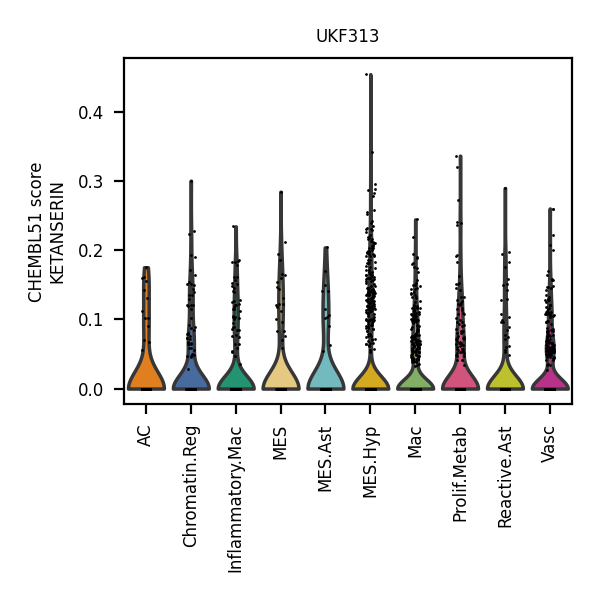 UKF313
CHEMBL51 score
KETANSERIN
0.4
0.3
0.2
0.1
0.0
AC
Chromatin.Reg
Inflammatory.Mac
MES
MES.Ast
MES.Hyp
Mac
Prolif.Metab
Reactive.Ast
Vasc